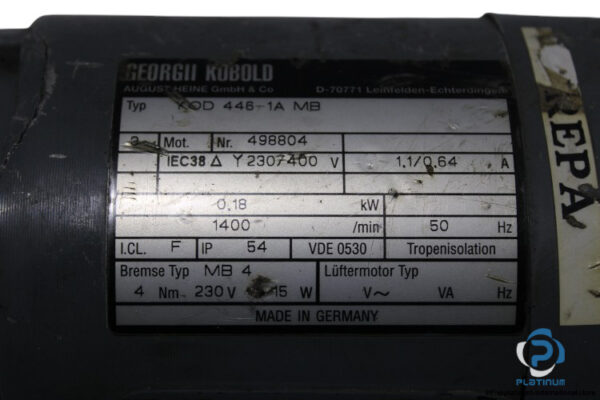 GEORGII KOBOLD
AUGUST HEINE GmbH & Co D-70771 Leinfelden-Echterdingen
Typ KOD 446-1A MB
Mot. Nr. 498804
IEC38 Δ Y 230/400 V 1,1/0,64 A
0,18 kW
1400 /min 50 Hz
I.CL. F IP 54 VDE 0530 Tropenisolation
Bremse Typ MB 4 Lüftermotor Typ
4 Nm 230 V 15 W V~ VA Hz
MADE IN GERMANY
EPA
PLATINUM